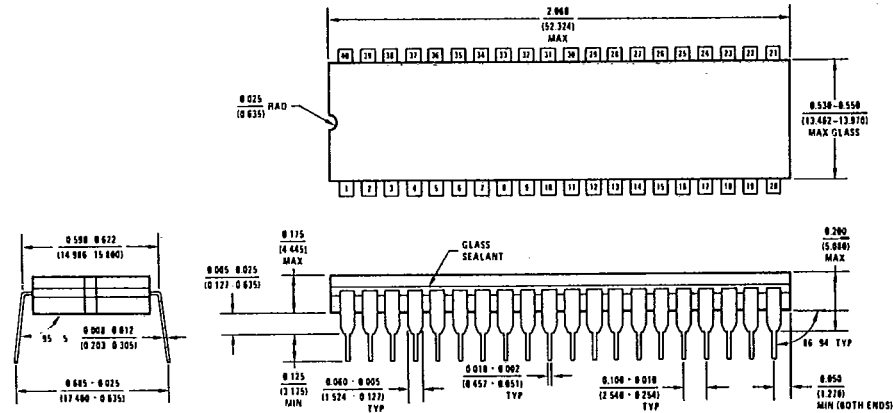 2.068
(52.324)
MAX
40 39 38 37 36 35 34 33 32 31 30 29 28 27 26 25 24 23 22 21
0.025
(0.635)
RAD
0.530-0.550
(13.462-13.970)
MAX GLASS
1 2 3 4 5 6 7 8 9 10 11 12 13 14 15 16 17 18 19 20
0.598 0.622
(14.986 15.800)
0.175
(4.445)
MAX
GLASS
SEALANT
0.200
(5.080)
MAX
0.005 0.025
(0.127-0.635)
95 5
0.008 0.012
(0.203 0.305)
86 94 TYP
0.685 - 0.025
(17.400 - 0.635)
0.125
(3.175)
MIN
0.060 - 0.005
(1.524 - 0.127)
TYP
0.018 - 0.002
(0.457 - 0.051)
TYP
0.100 - 0.010
(2.540 - 0.254)
TYP
0.050
(1.270)
MIN (BOTH ENDS)